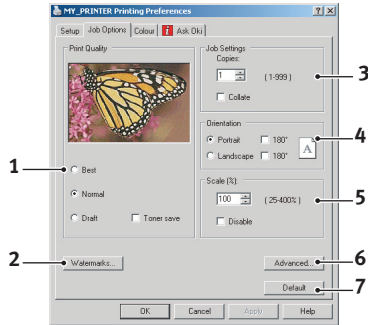 MY_PRINTER Printing Preferences
Setup Job Options Colour Ask Oki
Print Quality
Best
Normal
Draft Toner save
Job Settings
Copies:
1 (1-999)
Collate
Orientation
Portrait 180°
Landscape 180°
A
Scale (%)
100 (25-400%)
Disable
Watermarks...
Advanced...
Default
OK Cancel Apply Help
1
2
3
4
5
6
7